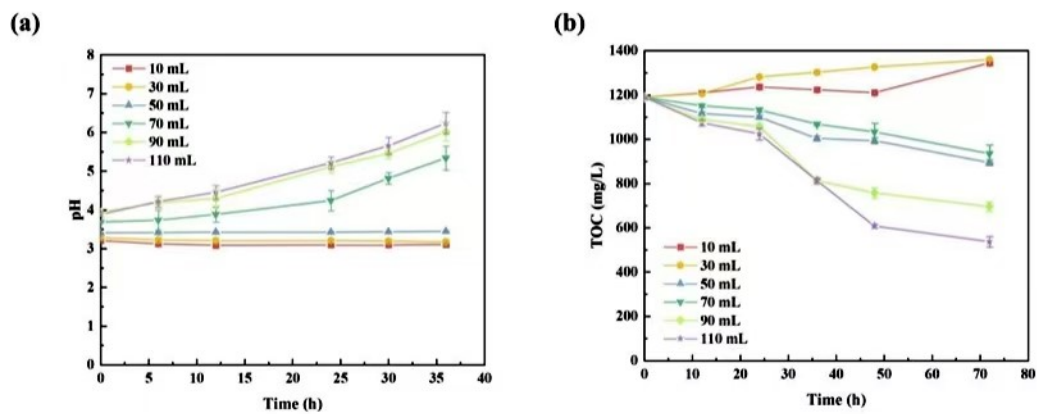 (a)
8
7
6
5
4
3
2
1
0
pH
10 mL
30 mL
50 mL
70 mL
90 mL
110 mL
0 5 10 15 20 25 30 35 40
Time (h)
(b)
1400
1200
1000
800
600
400
200
0
TOC (mg/L)
10 mL
30 mL
50 mL
70 mL
90 mL
110 mL
0 10 20 30 40 50 60 70 80
Time (h)